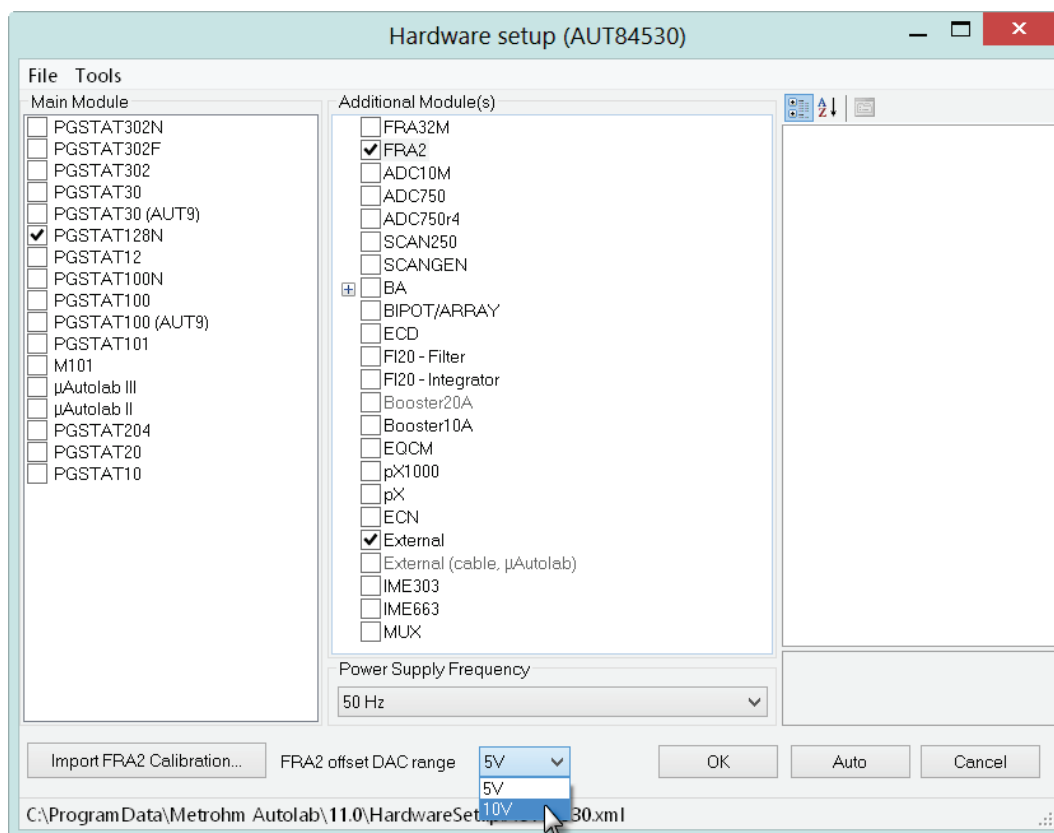 Hardware setup (AUT84530)
File Tools
Main Module
PGSTAT302N
PGSTAT302F
PGSTAT302
PGSTAT30
PGSTAT30 (AUT9)
PGSTAT128N
PGSTAT12
PGSTAT100N
PGSTAT100
PGSTAT100 (AUT9)
PGSTAT101
M101
µAutolab III
µAutolab II
PGSTAT204
PGSTAT20
PGSTAT10
Additional Module(s)
FRA32M
FRA2
ADC10M
ADC750
ADC750r4
SCAN250
SCANGEN
BA
BIPOT/ARRAY
ECD
FI20 - Filter
FI20 - Integrator
Booster20A
Booster10A
EQCM
pX1000
pX
ECN
External
External (cable, µAutolab)
IME303
IME663
MUX
Power Supply Frequency
50 Hz
Import FRA2 Calibration...
FRA2 offset DAC range
5V
5V
10V
OK
Auto
Cancel
C:\ProgramData\Metrohm Autolab\11.0\HardwareSet 30.xml